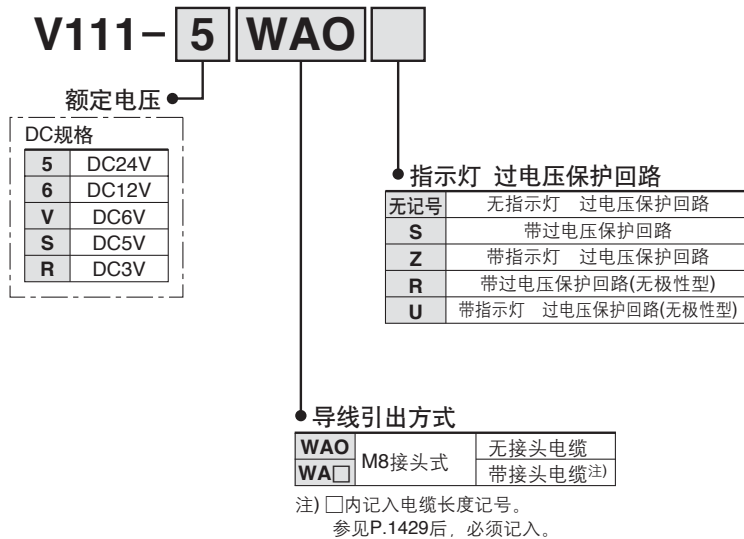 V111－5 WAO
额定电压
DC规格
5 DC24V
6 DC12V
V DC6V
S DC5V
R DC3V
指示灯 过电压保护回路
无记号 无指示灯 过电压保护回路
S 带过电压保护回路
Z 带指示灯 过电压保护回路
R 带过电压保护回路(无极性型)
U 带指示灯 过电压保护回路(无极性型)
导线引出方式
WAO M8接头式 无接头电缆
WA□ 带接头电缆注)
注) □内记入电缆长度记号。
参见P.1429后，必须记入。